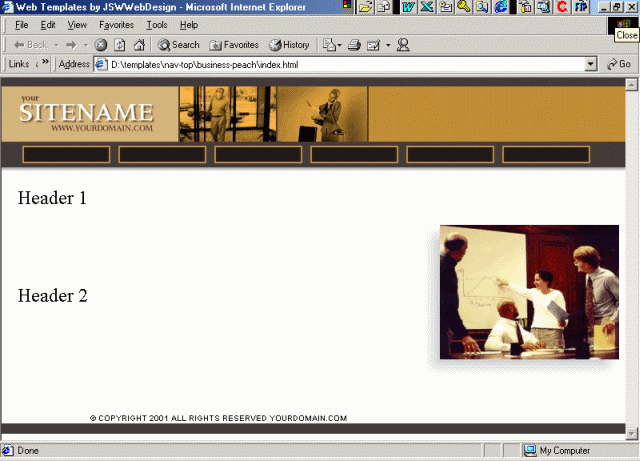 Web Templates by JSWWebDesign - Microsoft Internet Explorer
File Edit View Favorites Tools Help
Close
Back Search Favorites History
Links « Address D:\templates\nav-top\business-peach\index.html Go
your
SITENAME
WWW.YOURDOMAIN.COM
Header 1
Header 2
© COPYRIGHT 2001 ALL RIGHTS RESERVED YOURDOMAIN.COM
Done My Computer